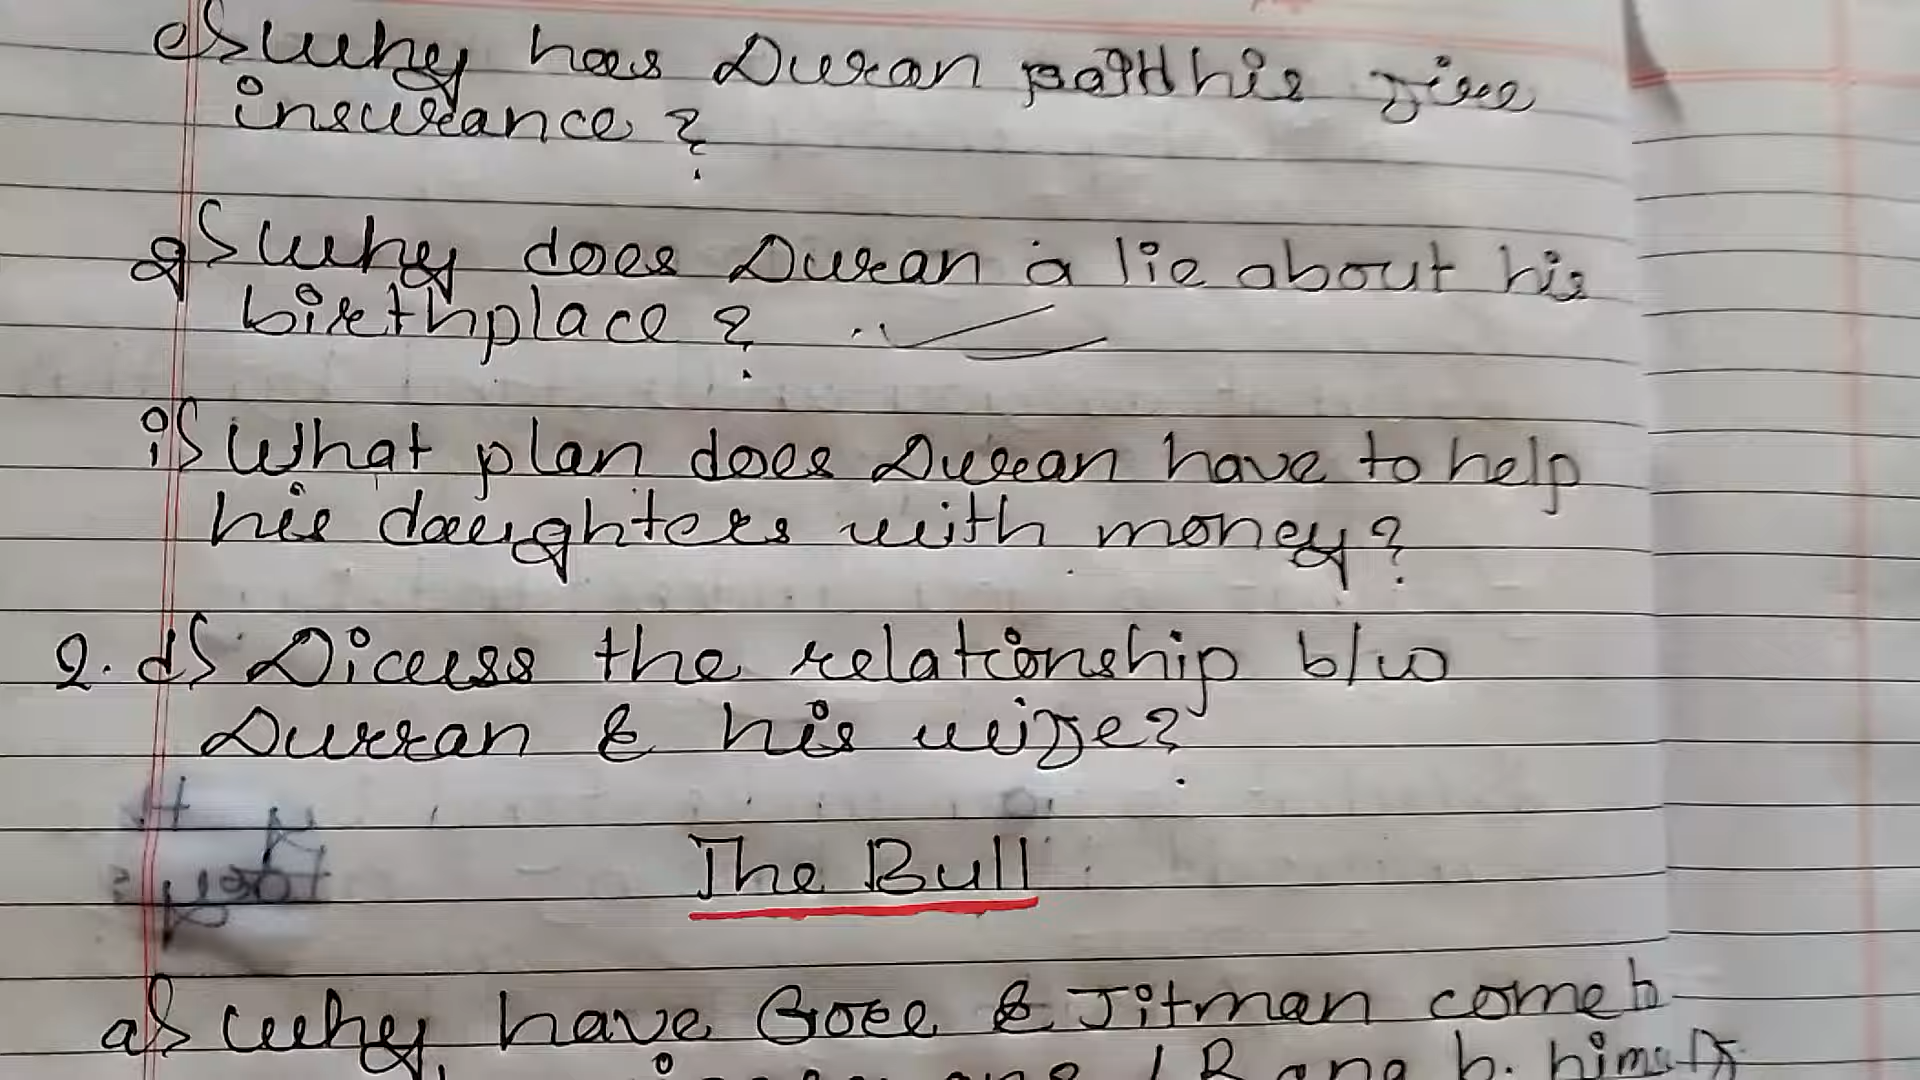 e) Why has Duran paid his fire
insurance?
g) Why does Duran a lie about his
birthplace?
i) What plan does Duran have to help
his daughters with money?
2. d) Dicuss the relationship b/w
Durran & his wife?
The Bull
a) Why have Gore & Jitman come to